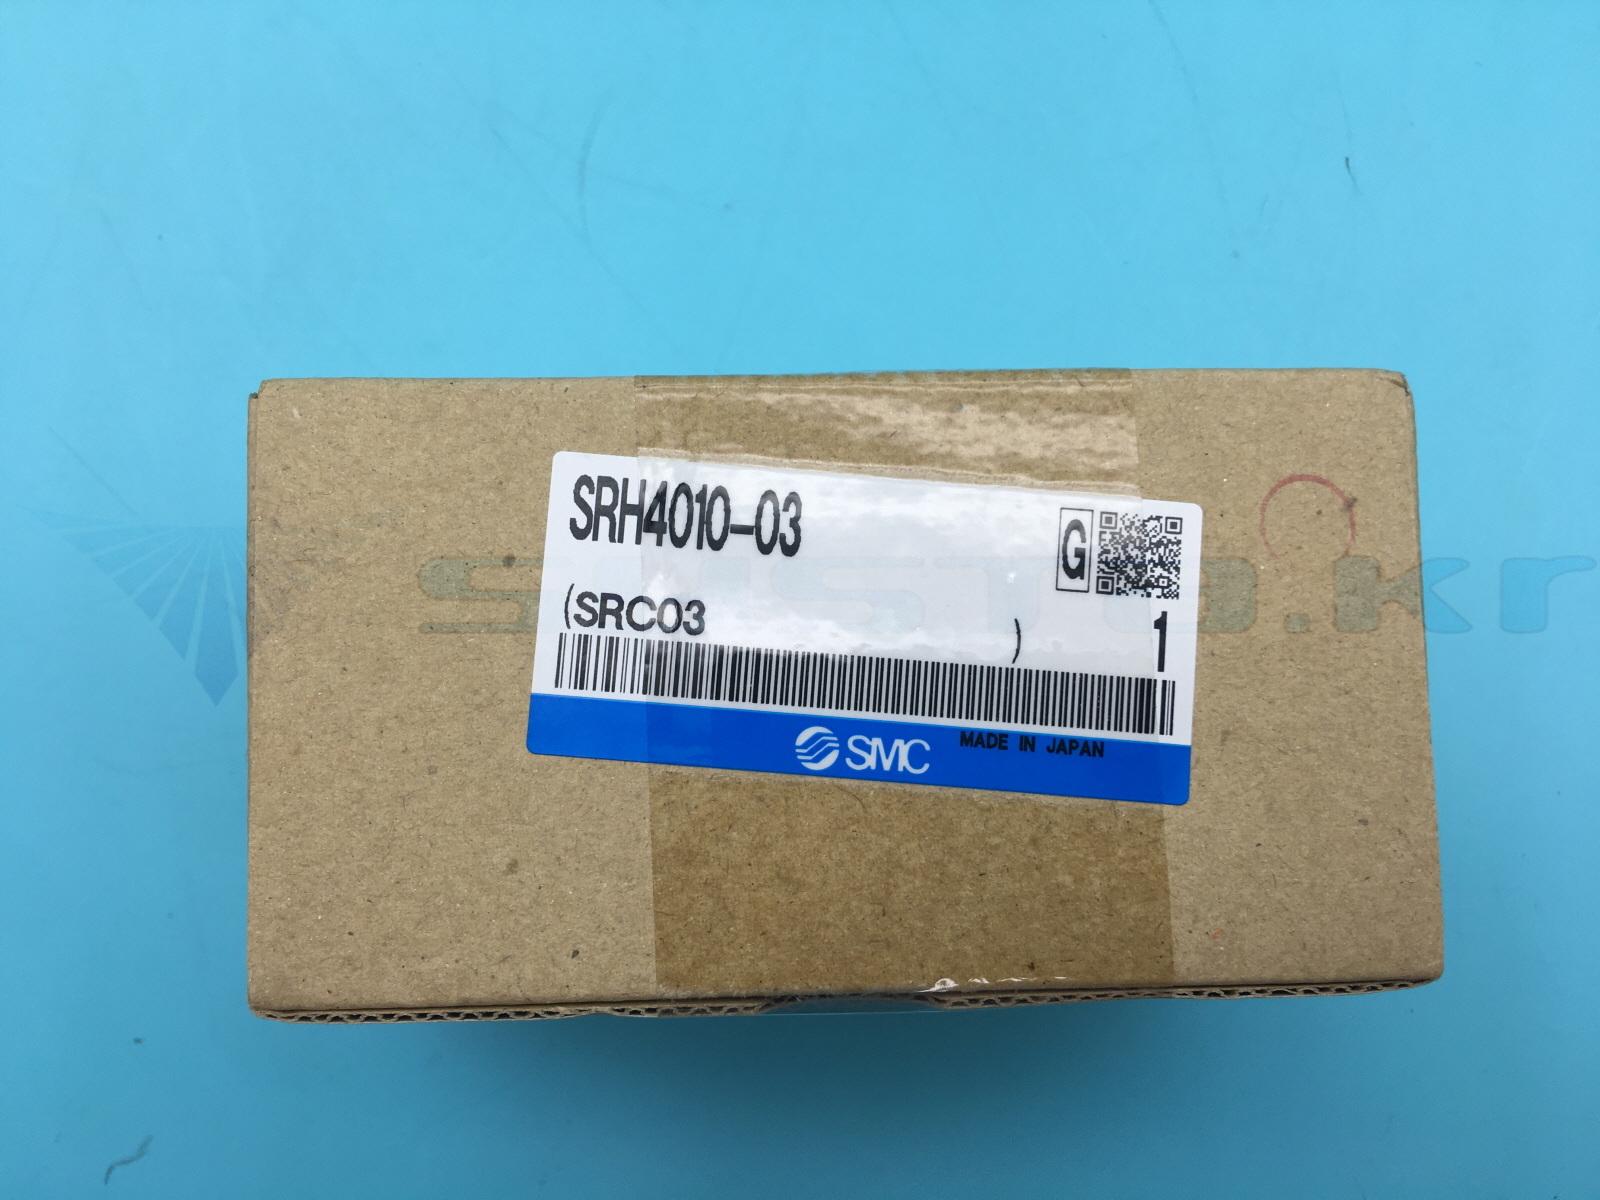 SRH4010-03
G
(SRC03 )
1
SMC MADE IN JAPAN